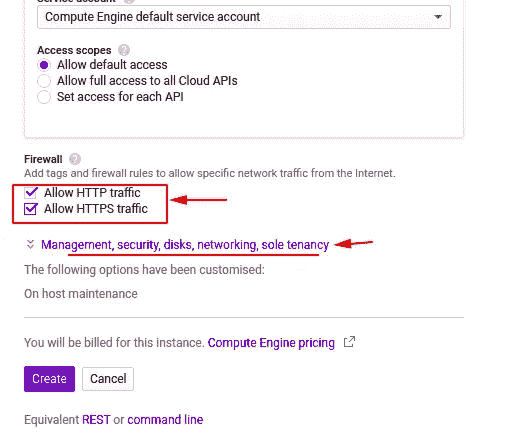 Service account
Compute Engine default service account
Access scopes
Allow default access
Allow full access to all Cloud APIs
Set access for each API
Firewall
Add tags and firewall rules to allow specific network traffic from the Internet.
Allow HTTP traffic
Allow HTTPS traffic
Management, security, disks, networking, sole tenancy
The following options have been customised:
On host maintenance
You will be billed for this instance. Compute Engine pricing
Create Cancel
Equivalent REST or command line